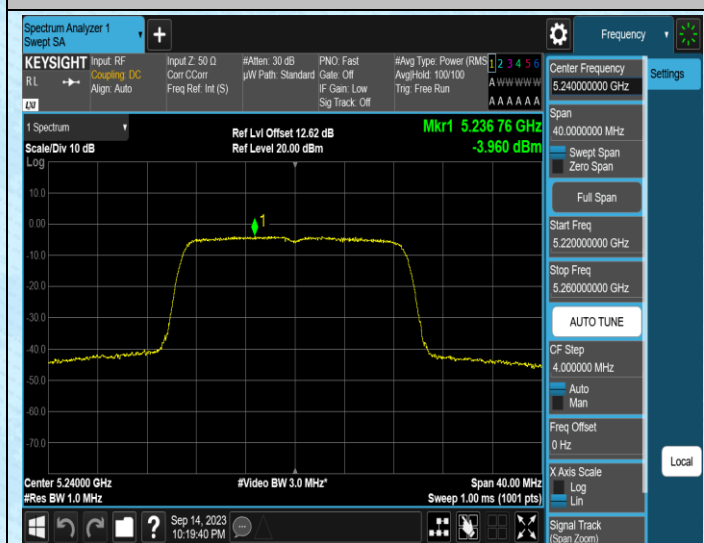 Spectrum Analyzer 1
Swept SA
+
Frequency
KEYSIGHT
RL
LXI
Input: RF
Coupling: DC
Align: Auto
Input Z: 50 Ω
Corr CCorr
Freq Ref: Int (S)
#Atten: 30 dB
µW Path: Standard
PNO: Fast
Gate: Off
IF Gain: Low
Sig Track: Off
#Avg Type: Power (RMS
Avg|Hold: 100/100
Trig: Free Run
1 2 3 4 5 6
A W W W W W
A A A A A A
Center Frequency
5.240000000 GHz
Settings
Span
40.0000000 MHz
Swept Span
Zero Span
Full Span
Start Freq
5.220000000 GHz
Stop Freq
5.260000000 GHz
AUTO TUNE
CF Step
4.000000 MHz
Auto
Man
Freq Offset
0 Hz
X Axis Scale
Log
Lin
Signal Track
(Span Zoom)
Local
1 Spectrum
Scale/Div 10 dB
Log
Ref Lvl Offset 12.62 dB
Ref Level 20.00 dBm
Mkr1 5.236 76 GHz
-3.960 dBm
10.0
0.00
-10.0
-20.0
-30.0
-40.0
-50.0
-60.0
-70.0
1
Center 5.24000 GHz
#Res BW 1.0 MHz
#Video BW 3.0 MHz*
Span 40.00 MHz
Sweep 1.00 ms (1001 pts)
?
Sep 14, 2023
10:19:40 PM